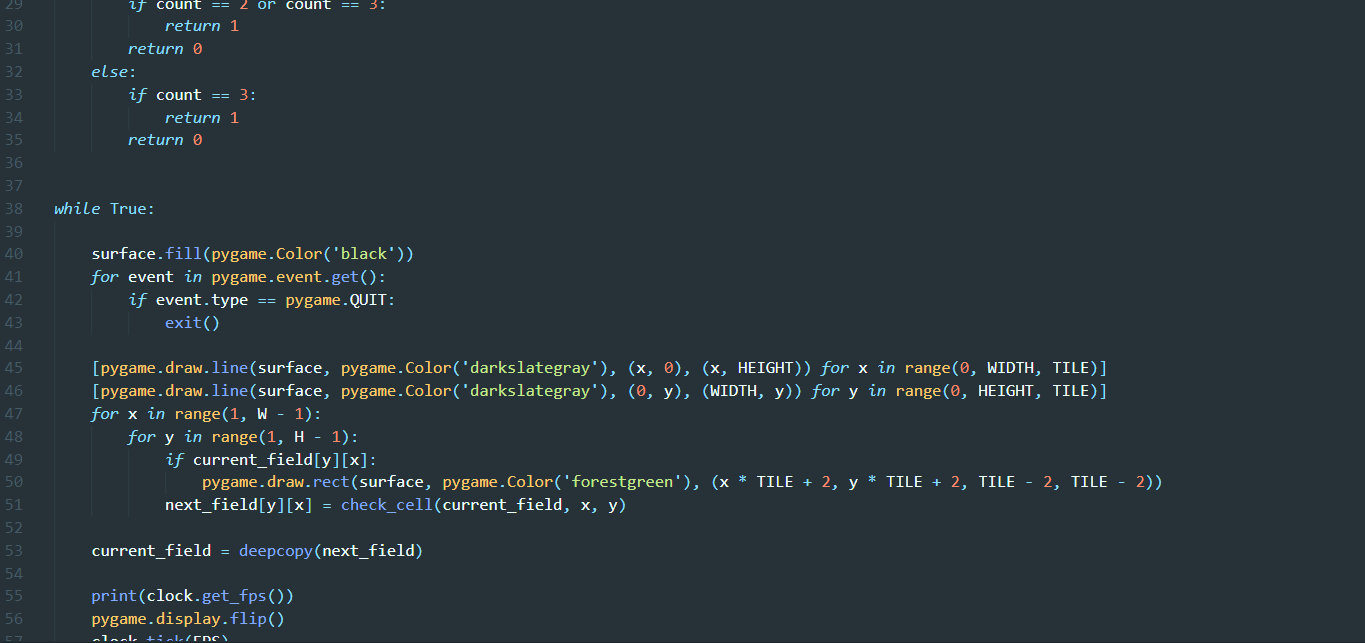 29 if count == 2 or count == 3:
30 return 1
31 return 0
32 else:
33 if count == 3:
34 return 1
35 return 0
36
37
38 while True:
39
40 surface.fill(pygame.Color('black'))
41 for event in pygame.event.get():
42 if event.type == pygame.QUIT:
43 exit()
44
45 [pygame.draw.line(surface, pygame.Color('darkslategray'), (x, 0), (x, HEIGHT)) for x in range(0, WIDTH, TILE)]
46 [pygame.draw.line(surface, pygame.Color('darkslategray'), (0, y), (WIDTH, y)) for y in range(0, HEIGHT, TILE)]
47 for x in range(1, W - 1):
48 for y in range(1, H - 1):
49 if current_field[y][x]:
50 pygame.draw.rect(surface, pygame.Color('forestgreen'), (x * TILE + 2, y * TILE + 2, TILE - 2, TILE - 2))
51 next_field[y][x] = check_cell(current_field, x, y)
52
53 current_field = deepcopy(next_field)
54
55 print(clock.get_fps())
56 pygame.display.flip()
57 clock.tick(FPS)